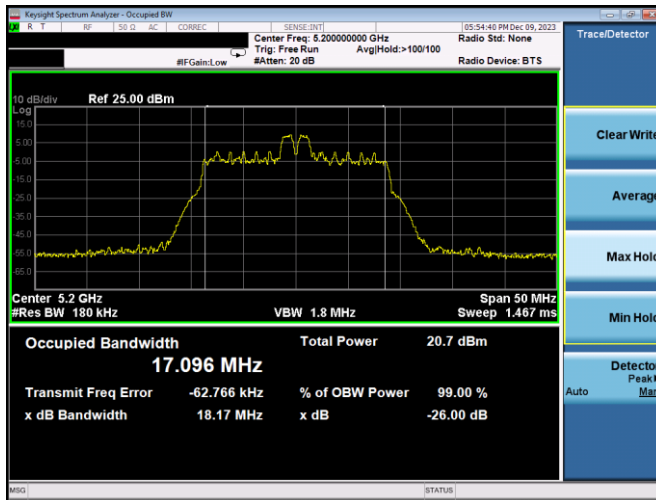 Keysight Spectrum Analyzer - Occupied BW
R T RF 50 Ω AC CORREC SENSE:INT 05:54:40 PM Dec 09, 2023
Center Freq: 5.200000000 GHz Radio Std: None
Trig: Free Run Avg|Hold:>100/100
#IFGain:Low #Atten: 20 dB Radio Device: BTS
Trace/Detector
10 dB/div Ref 25.00 dBm
Log
15.0
5.00
-5.00
-15.0
-25.0
-35.0
-45.0
-55.0
-65.0
Center 5.2 GHz Span 50 MHz
#Res BW 180 kHz VBW 1.8 MHz Sweep 1.467 ms
Occupied Bandwidth Total Power 20.7 dBm
17.096 MHz
Transmit Freq Error -62.766 kHz % of OBW Power 99.00 %
x dB Bandwidth 18.17 MHz x dB -26.00 dB
Clear Write
Average
Max Hold
Min Hold
Detector
Peak
Auto Man
MSG STATUS